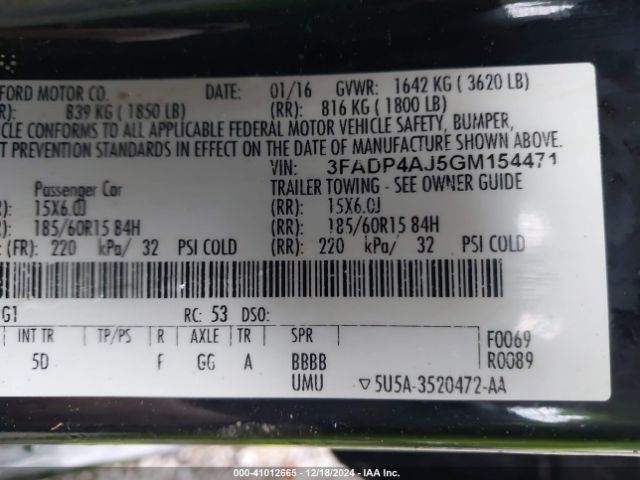 FORD MOTOR CO. DATE: 01/16 GVWR: 1642 KG ( 3620 LB)
839 KG ( 1850 LB) (RR): 816 KG ( 1800 LB)
CONFORMS TO ALL APPLICABLE FEDERAL MOTOR VEHICLE SAFETY, BUMPER,
PREVENTION STANDARDS IN EFFECT ON THE DATE OF MANUFACTURE SHOWN ABOVE.
VIN: 3FADP4AJ5GM154471
Passenger Car TRAILER TOWING - SEE OWNER GUIDE
15X6.0J (RR): 15X6.0J
185/60R15 84H (RR): 185/60R15 84H
(FR): 220 kPa/ 32 PSI COLD (RR): 220 kPa/ 32 PSI COLD
G1 RC: 53 DSO:
INT TR TP/PS R AXLE TR SPR F0069
5D F GG A BBBB R0089
UMU ▽5U5A-3520472-AA
000-41012665 - 12/18/2024 - IAA Inc.